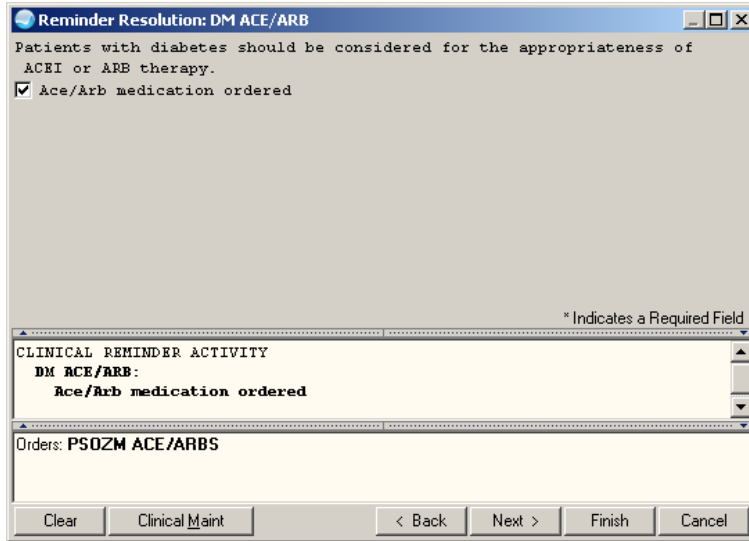 Reminder Resolution: DM ACE/ARB
Patients with diabetes should be considered for the appropriateness of
ACEI or ARB therapy.
Ace/Arb medication ordered
* Indicates a Required Field
CLINICAL REMINDER ACTIVITY
DM ACE/ARB:
Ace/Arb medication ordered
Orders: PSOZM ACE/ARBS
Clear Clinical Maint < Back Next > Finish Cancel